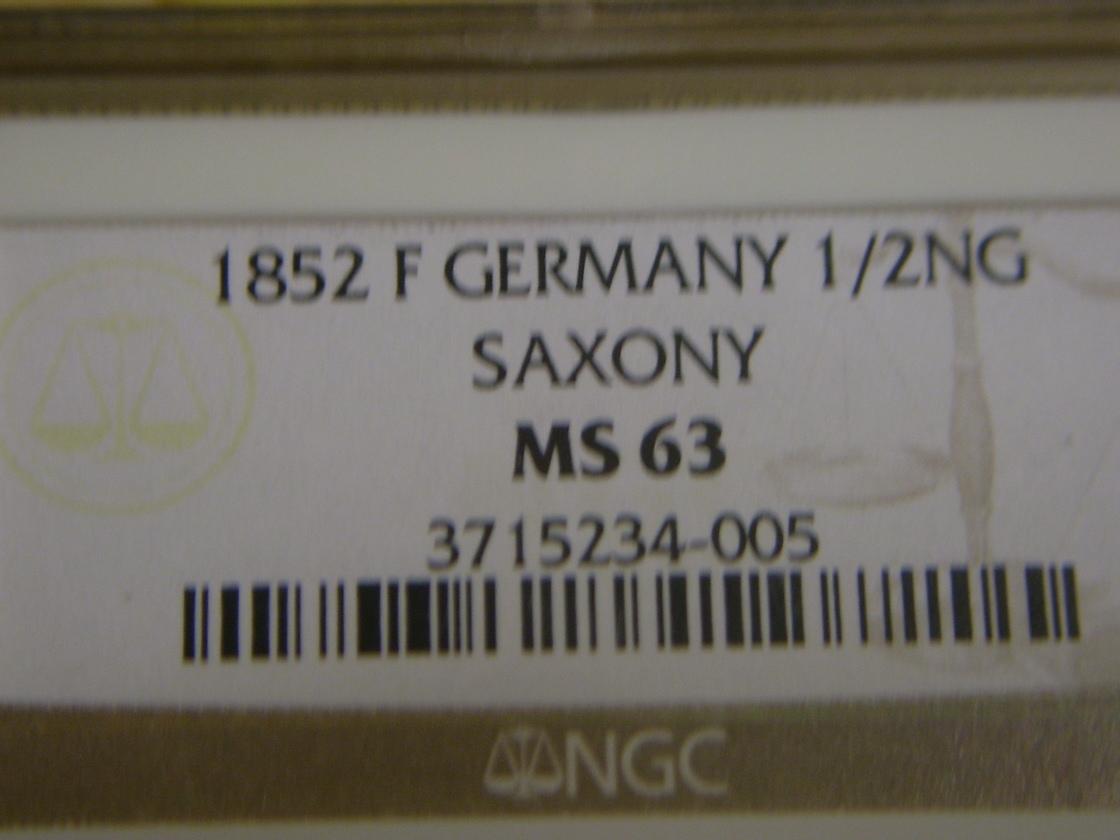 1852 F GERMANY 1/2NG
SAXONY
MS 63
3715234-005
NGC